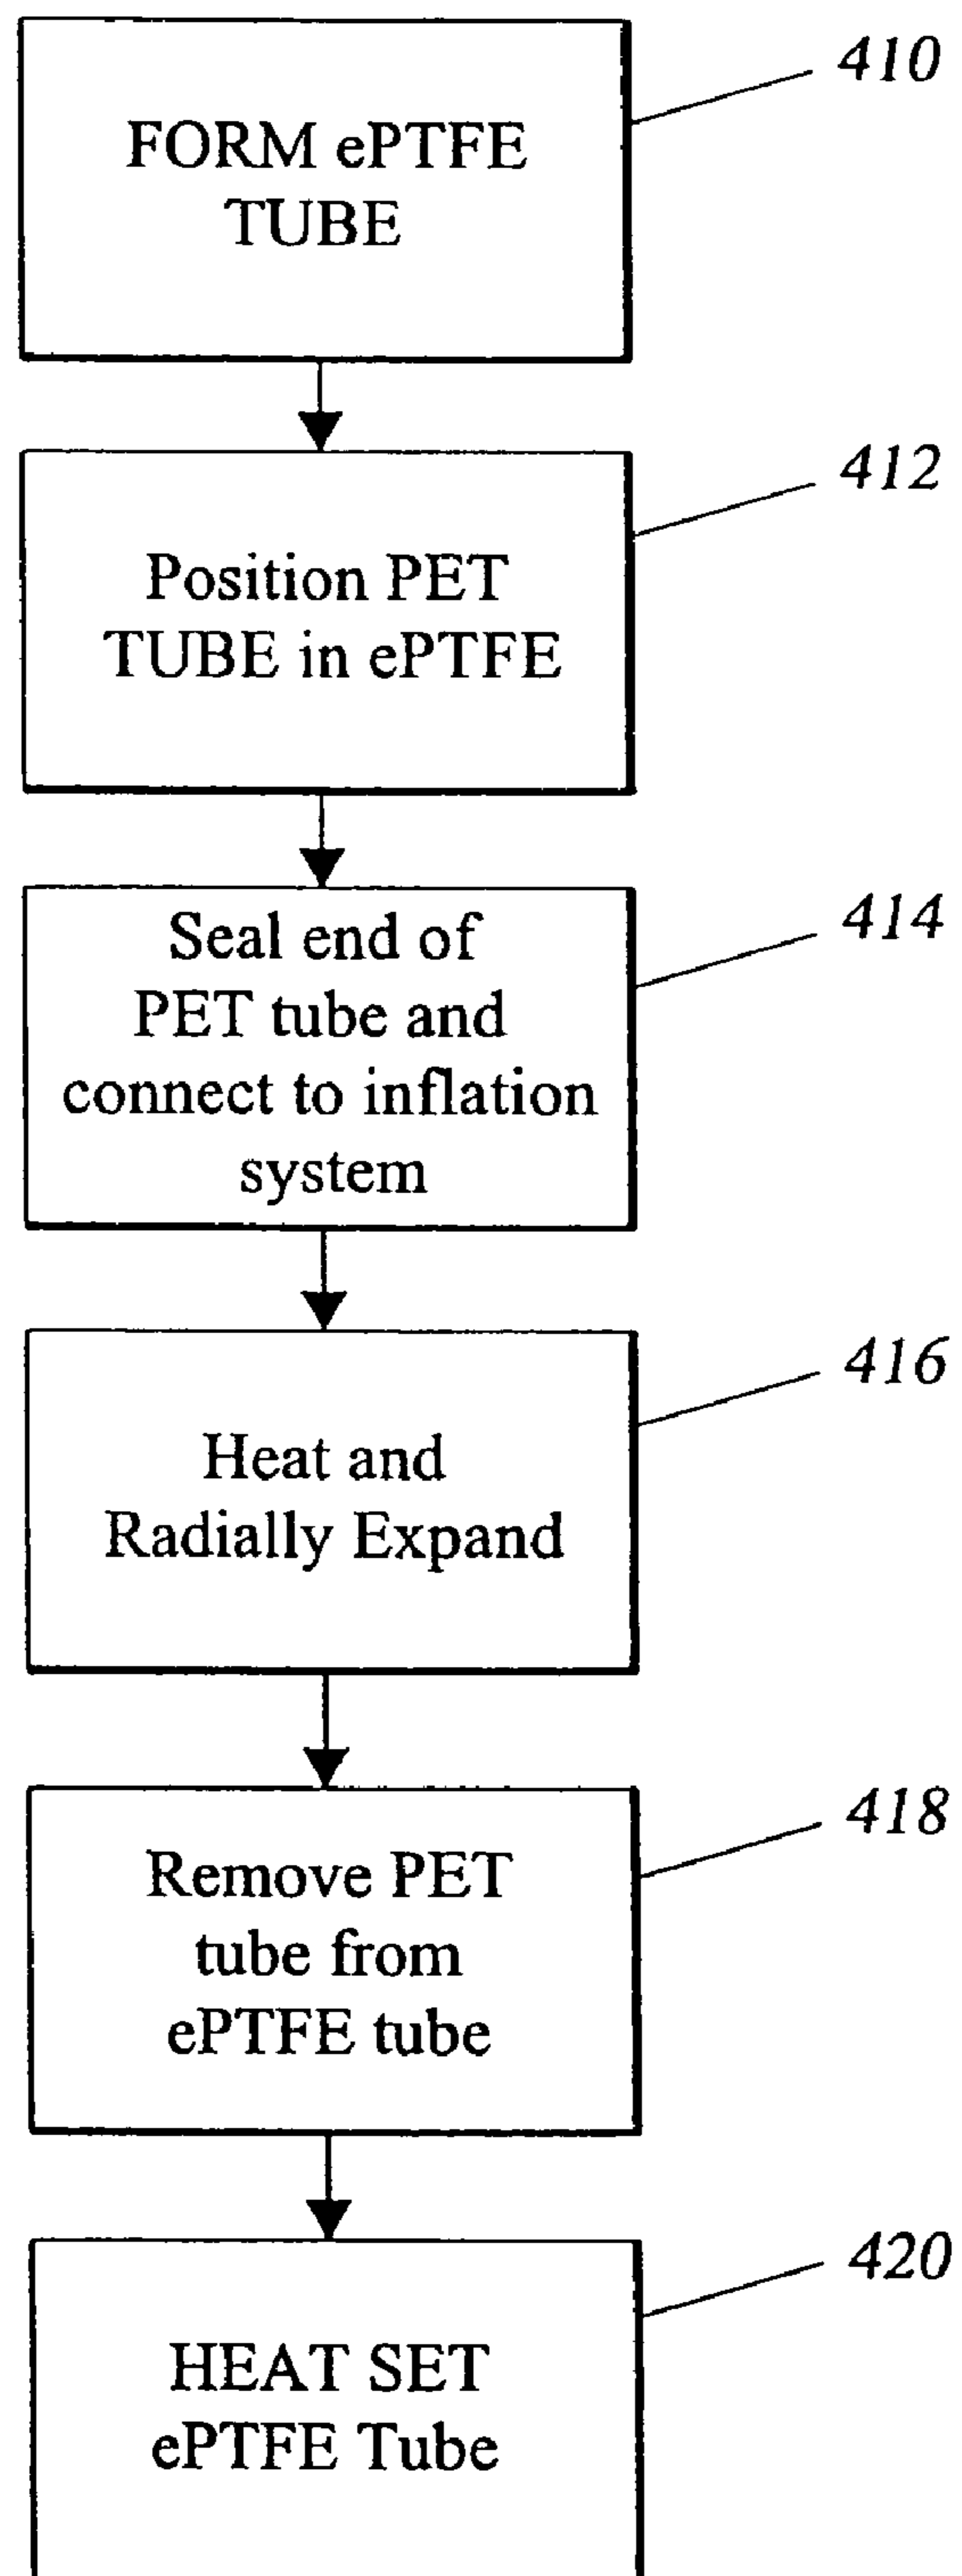 410
FORM ePTFE
TUBE
412
Position PET
TUBE in ePTFE
414
Seal end of
PET tube and
connect to inflation
system
416
Heat and
Radially Expand
418
Remove PET
tube from
ePTFE tube
420
HEAT SET
ePTFE Tube